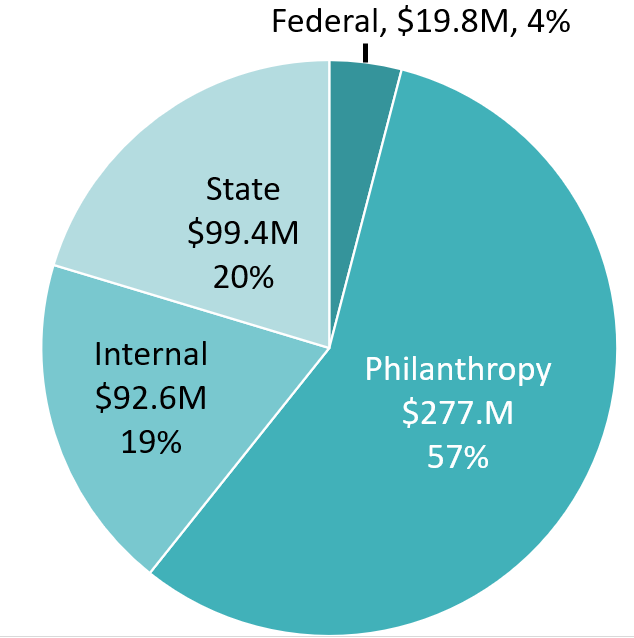 Federal, $19.8M, 4%
State
$99.4M
20%
Internal
$92.6M
19%
Philanthropy
$277.M
57%